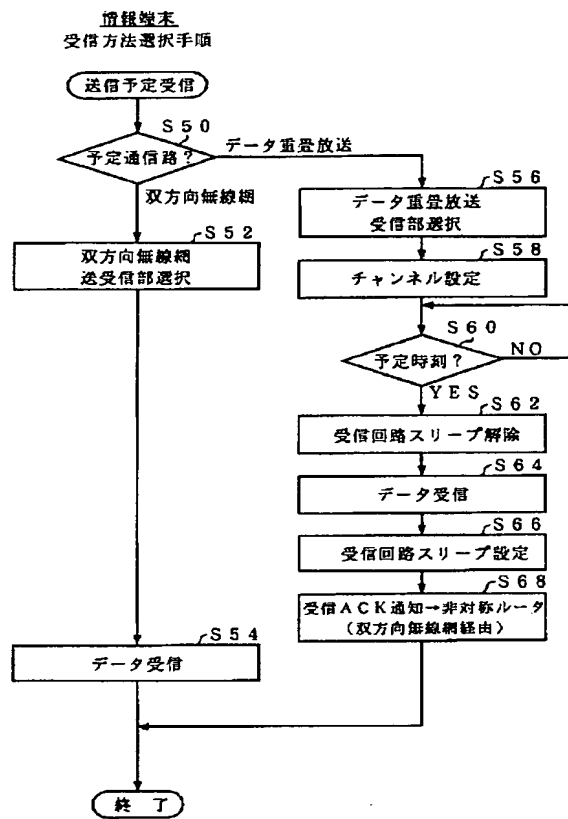 情報端末
受信方法選択手順
送信予定受信
S50
予定通信路?
データ重畳放送
双方向無線網
S52
双方向無線網
送受信部選択
S56
データ重畳放送
受信部選択
S58
チャンネル設定
S60
予定時刻?
NO
YES
S62
受信回路スリープ解除
S64
データ受信
S66
受信回路スリープ設定
S68
受信ACK通知→非対称ルータ
(双方向無線網経由)
S54
データ受信
終了